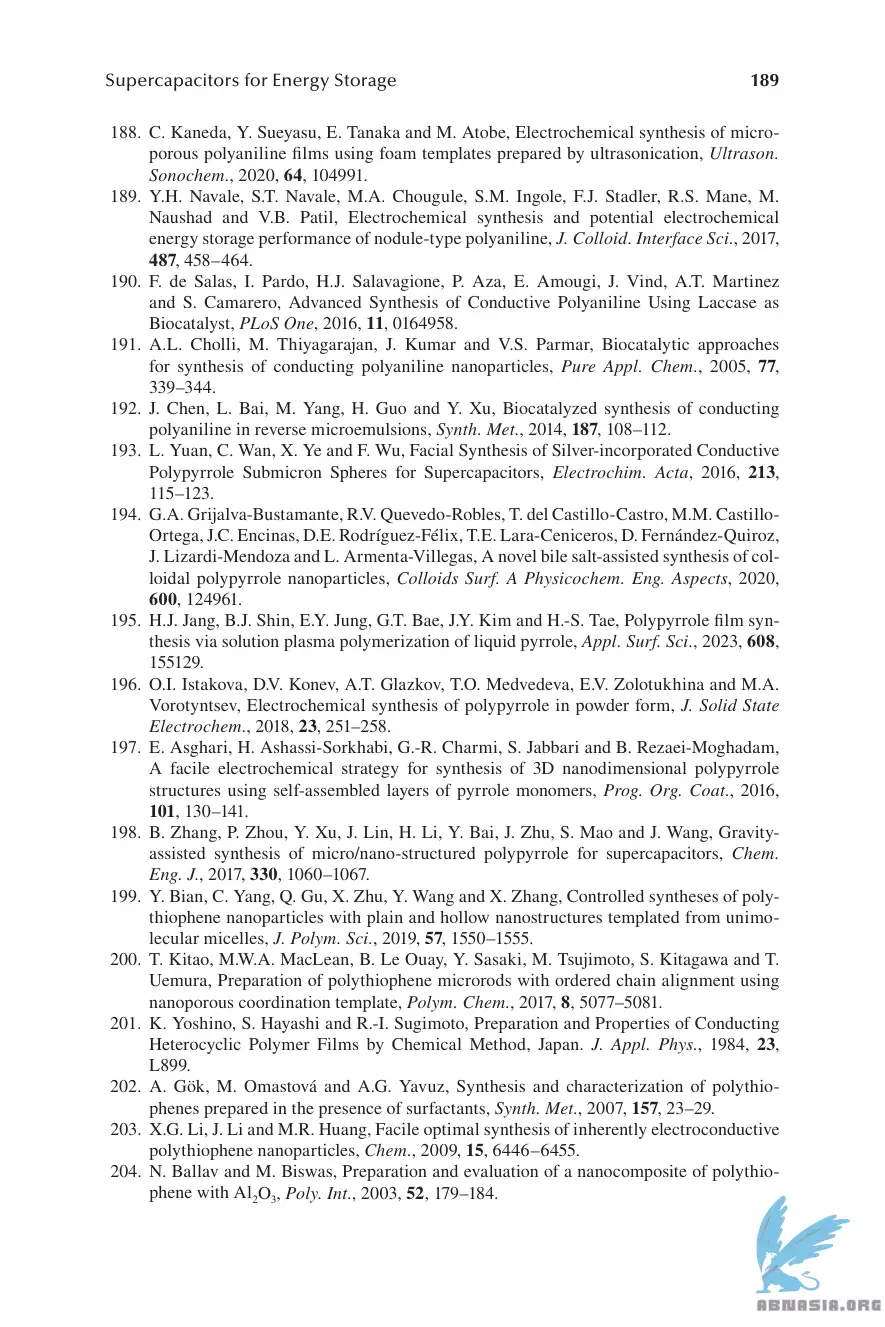 Supercapacitors for Energy Storage 189
188. C. Kaneda, Y. Sueyasu, E. Tanaka and M. Atobe, Electrochemical synthesis of micro-
porous polyaniline films using foam templates prepared by ultrasonication, Ultrason.
Sonochem., 2020, 64, 104991.
189. Y.H. Navale, S.T. Navale, M.A. Chougule, S.M. Ingole, F.J. Stadler, R.S. Mane, M.
Naushad and V.B. Patil, Electrochemical synthesis and potential electrochemical
energy storage performance of nodule-type polyaniline, J. Colloid. Interface Sci., 2017,
487, 458–464.
190. F. de Salas, I. Pardo, H.J. Salavagione, P. Aza, E. Amougi, J. Vind, A.T. Martinez
and S. Camarero, Advanced Synthesis of Conductive Polyaniline Using Laccase as
Biocatalyst, PLoS One, 2016, 11, 0164958.
191. A.L. Cholli, M. Thiyagarajan, J. Kumar and V.S. Parmar, Biocatalytic approaches
for synthesis of conducting polyaniline nanoparticles, Pure Appl. Chem., 2005, 77,
339–344.
192. J. Chen, L. Bai, M. Yang, H. Guo and Y. Xu, Biocatalyzed synthesis of conducting
polyaniline in reverse microemulsions, Synth. Met., 2014, 187, 108–112.
193. L. Yuan, C. Wan, X. Ye and F. Wu, Facial Synthesis of Silver-incorporated Conductive
Polypyrrole Submicron Spheres for Supercapacitors, Electrochim. Acta, 2016, 213,
115–123.
194. G.A. Grijalva-Bustamante, R.V. Quevedo-Robles, T. del Castillo-Castro, M.M. Castillo-
Ortega, J.C. Encinas, D.E. Rodríguez-Félix, T.E. Lara-Ceniceros, D. Fernández-Quiroz,
J. Lizardi-Mendoza and L. Armenta-Villegas, A novel bile salt-assisted synthesis of col-
loidal polypyrrole nanoparticles, Colloids Surf. A Physicochem. Eng. Aspects, 2020,
600, 124961.
195. H.J. Jang, B.J. Shin, E.Y. Jung, G.T. Bae, J.Y. Kim and H.-S. Tae, Polypyrrole film syn-
thesis via solution plasma polymerization of liquid pyrrole, Appl. Surf. Sci., 2023, 608,
155129.
196. O.I. Istakova, D.V. Konev, A.T. Glazkov, T.O. Medvedeva, E.V. Zolotukhina and M.A.
Vorotyntsev, Electrochemical synthesis of polypyrrole in powder form, J. Solid State
Electrochem., 2018, 23, 251–258.
197. E. Asghari, H. Ashassi-Sorkhabi, G.-R. Charmi, S. Jabbari and B. Rezaei-Moghadam,
A facile electrochemical strategy for synthesis of 3D nanodimensional polypyrrole
structures using self-assembled layers of pyrrole monomers, Prog. Org. Coat., 2016,
101, 130–141.
198. B. Zhang, P. Zhou, Y. Xu, J. Lin, H. Li, Y. Bai, J. Zhu, S. Mao and J. Wang, Gravity-
assisted synthesis of micro/nano-structured polypyrrole for supercapacitors, Chem.
Eng. J., 2017, 330, 1060–1067.
199. Y. Bian, C. Yang, Q. Gu, X. Zhu, Y. Wang and X. Zhang, Controlled syntheses of poly-
thiophene nanoparticles with plain and hollow nanostructures templated from unimo-
lecular micelles, J. Polym. Sci., 2019, 57, 1550–1555.
200. T. Kitao, M.W.A. MacLean, B. Le Ouay, Y. Sasaki, M. Tsujimoto, S. Kitagawa and T.
Uemura, Preparation of polythiophene microrods with ordered chain alignment using
nanoporous coordination template, Polym. Chem., 2017, 8, 5077–5081.
201. K. Yoshino, S. Hayashi and R.-I. Sugimoto, Preparation and Properties of Conducting
Heterocyclic Polymer Films by Chemical Method, Japan. J. Appl. Phys., 1984, 23,
L899.
202. A. Gök, M. Omastová and A.G. Yavuz, Synthesis and characterization of polythio-
phenes prepared in the presence of surfactants, Synth. Met., 2007, 157, 23–29.
203. X.G. Li, J. Li and M.R. Huang, Facile optimal synthesis of inherently electroconductive
polythiophene nanoparticles, Chem., 2009, 15, 6446–6455.
204. N. Ballav and M. Biswas, Preparation and evaluation of a nanocomposite of polythio-
phene with Al₂O₃, Poly. Int., 2003, 52, 179–184.
ABNASIA.ORG